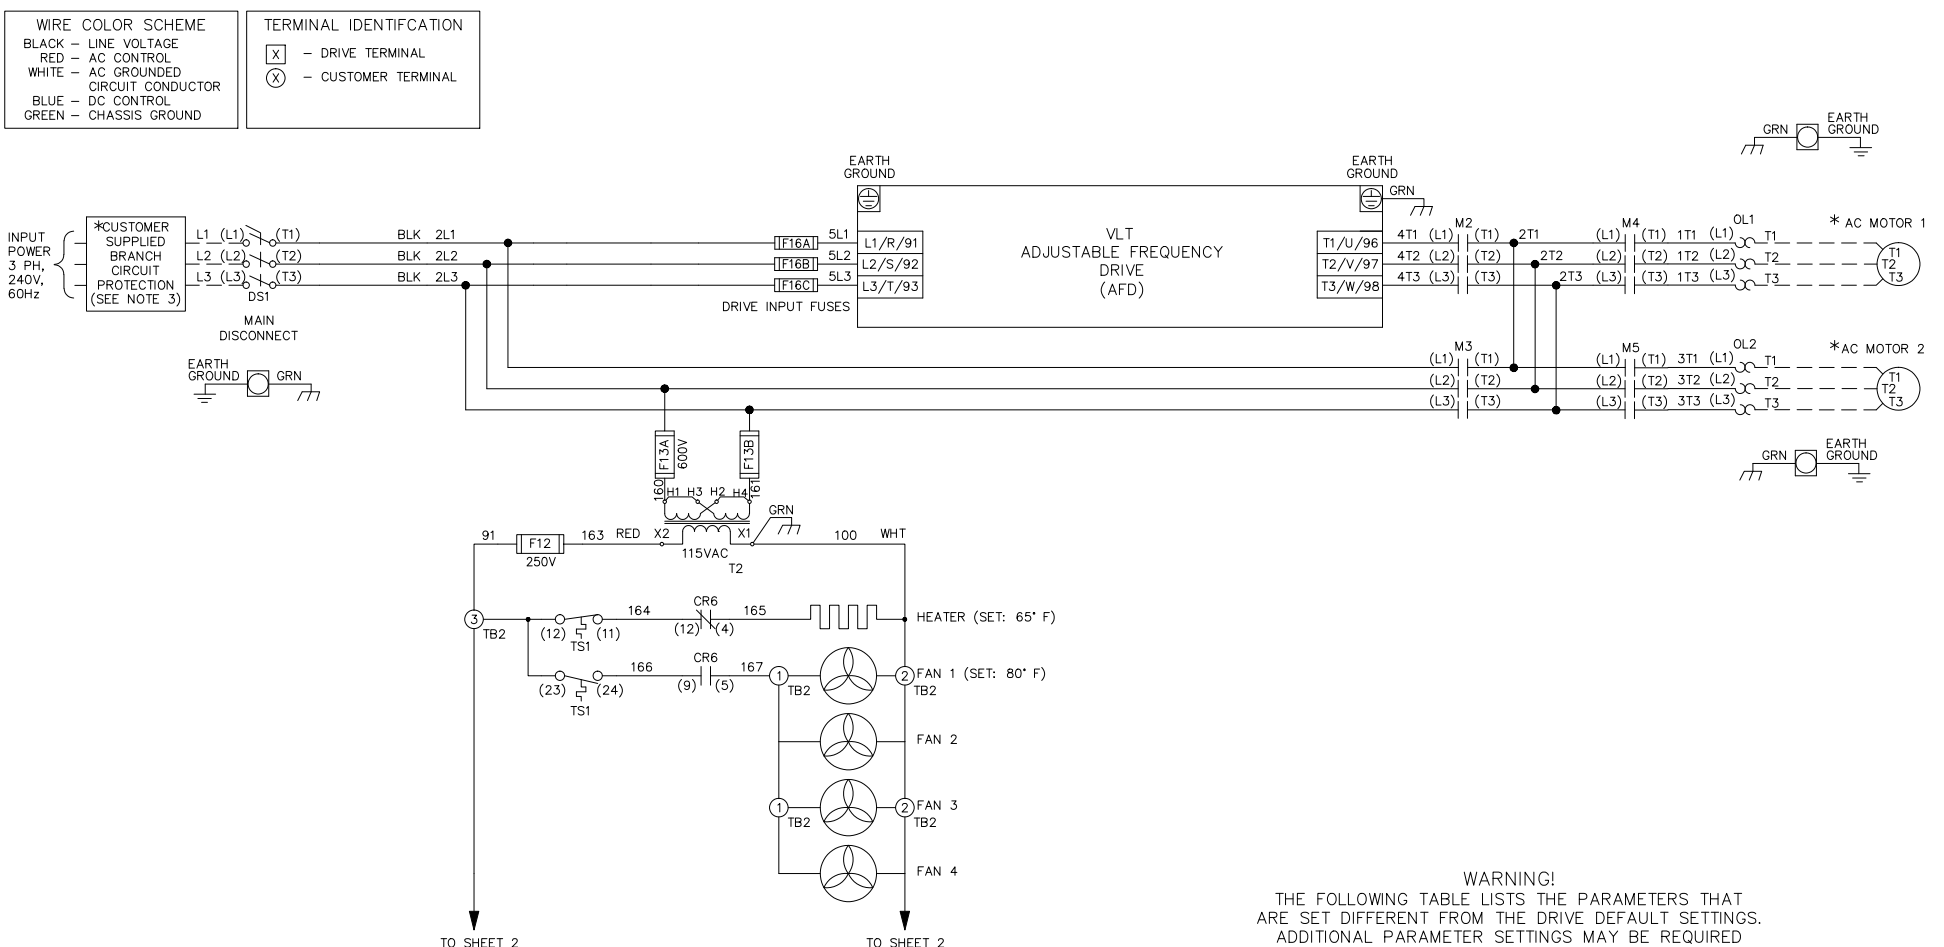 WIRE COLOR SCHEME
BLACK – LINE VOLTAGE
RED – AC CONTROL
WHITE – AC GROUNDED
CIRCUIT CONDUCTOR
BLUE – DC CONTROL
GREEN – CHASSIS GROUND
TERMINAL IDENTIFCATION
X – DRIVE TERMINAL
X – CUSTOMER TERMINAL
GRN EARTH
GROUND
EARTH
GROUND
EARTH
GROUND
GRN
INPUT
POWER
3 PH,
240V,
60Hz
*CUSTOMER
SUPPLIED
BRANCH
CIRCUIT
PROTECTION
(SEE NOTE 3)
L1 (L1) (T1) BLK 2L1 F16A 5L1 L1/R/91
L2 (L2) (T2) BLK 2L2 F16B 5L2 L2/S/92
L3 (L3) (T3) BLK 2L3 F16C 5L3 L3/T/93
DS1
MAIN
DISCONNECT
DRIVE INPUT FUSES
VLT
ADJUSTABLE FREQUENCY
DRIVE
(AFD)
M2 M4 OL1 * AC MOTOR 1
T1/U/96 4T1 (L1) (T1) 2T1 (L1) (T1) 1T1 (L1) T1 T1
T2/V/97 4T2 (L2) (T2) 2T2 (L2) (T2) 1T2 (L2) T2 T2
T3/W/98 4T3 (L3) (T3) 2T3 (L3) (T3) 1T3 (L3) T3 T3
EARTH
GROUND GRN
M3 M5 OL2 *AC MOTOR 2
(L1) (T1) (L1) (T1) 3T1 (L1) T1 T1
(L2) (T2) (L2) (T2) 3T2 (L2) T2 T2
(L3) (T3) (L3) (T3) 3T3 (L3) T3 T3
GRN EARTH
GROUND
F13A 600V F13B
160 H1 H3 H2 H4 161
GRN
91 F12 163 RED X2 X1 100 WHT
250V
115VAC
T2
3 TB2 (12) (11) 164 CR6 165 HEATER (SET: 65° F)
TS1 (12) (4)
(23) (24) 166 CR6 167 1 2 FAN 1 (SET: 80° F)
TS1 (9) (5) TB2 TB2
FAN 2
1 2 FAN 3
TB2 TB2
FAN 4
TO SHEET 2 TO SHEET 2
WARNING!
THE FOLLOWING TABLE LISTS THE PARAMETERS THAT
ARE SET DIFFERENT FROM THE DRIVE DEFAULT SETTINGS.
ADDITIONAL PARAMETER SETTINGS MAY BE REQUIRED